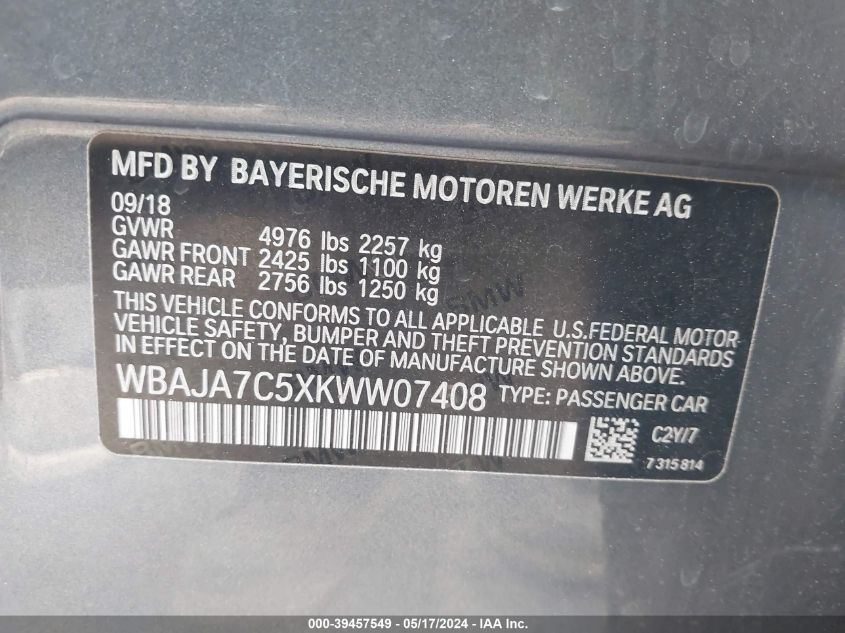 MFD BY BAYERISCHE MOTOREN WERKE AG
09/18
GVWR 4976 lbs 2257 kg
GAWR FRONT 2425 lbs 1100 kg
GAWR REAR 2756 lbs 1250 kg
THIS VEHICLE CONFORMS TO ALL APPLICABLE U.S.FEDERAL MOTOR
VEHICLE SAFETY, BUMPER AND THEFT PREVENTION STANDARDS
IN EFFECT ON THE DATE OF MANUFACTURE SHOWN ABOVE.
WBAJA7C5XKWW07408 TYPE: PASSENGER CAR
C2Y/7
7 315 814
000-39457549 - 05/17/2024 - IAA Inc.